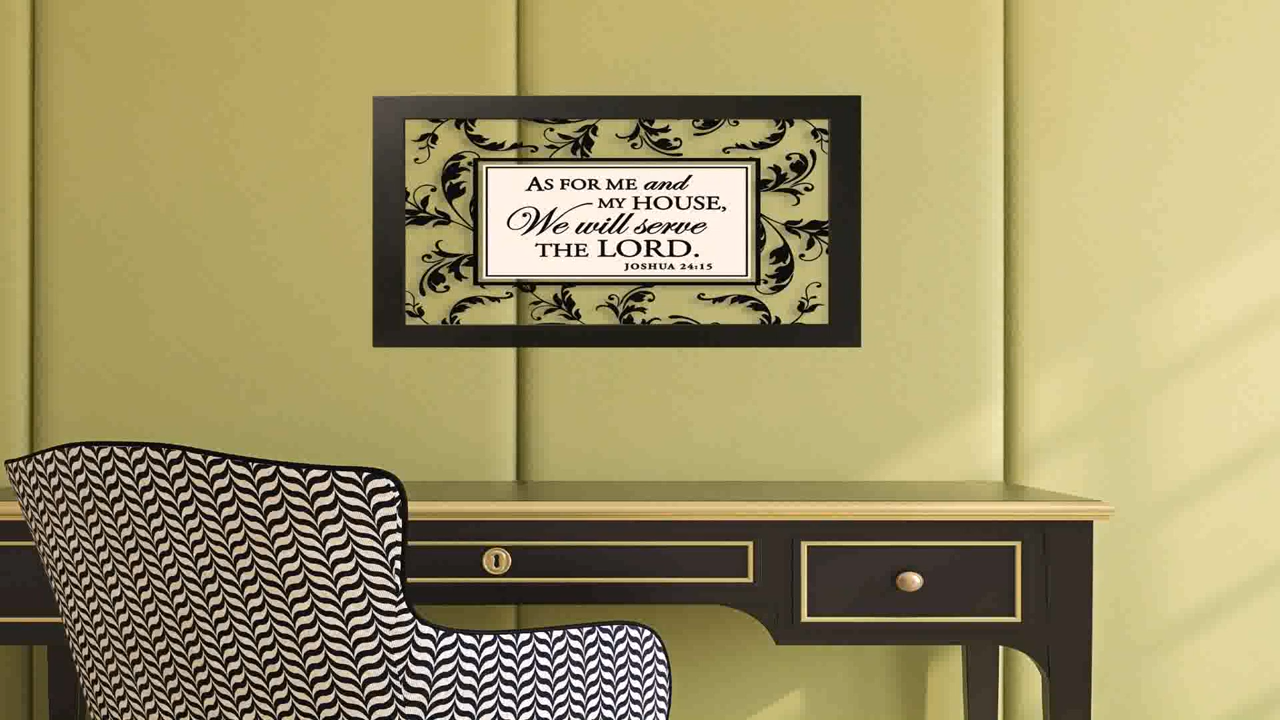 AS FOR ME and
MY HOUSE,
We will serve
THE LORD.
JOSHUA 24:15